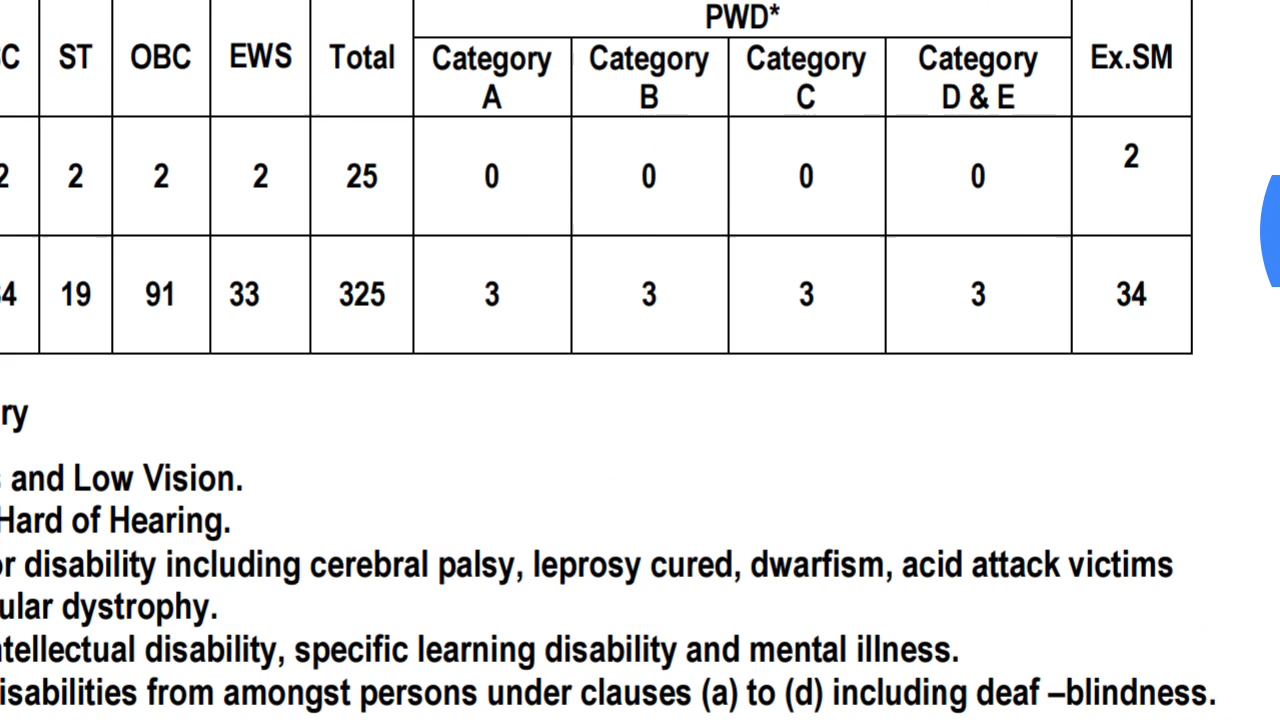 PWD*
C ST OBC EWS Total Category A Category B Category C Category D & E Ex.SM
2 2 2 2 25 0 0 0 0 2
4 19 91 33 325 3 3 3 3 34
ry
and Low Vision.
Hard of Hearing.
or disability including cerebral palsy, leprosy cured, dwarfism, acid attack victims
ular dystrophy.
ntellectual disability, specific learning disability and mental illness.
isabilities from amongst persons under clauses (a) to (d) including deaf –blindness.